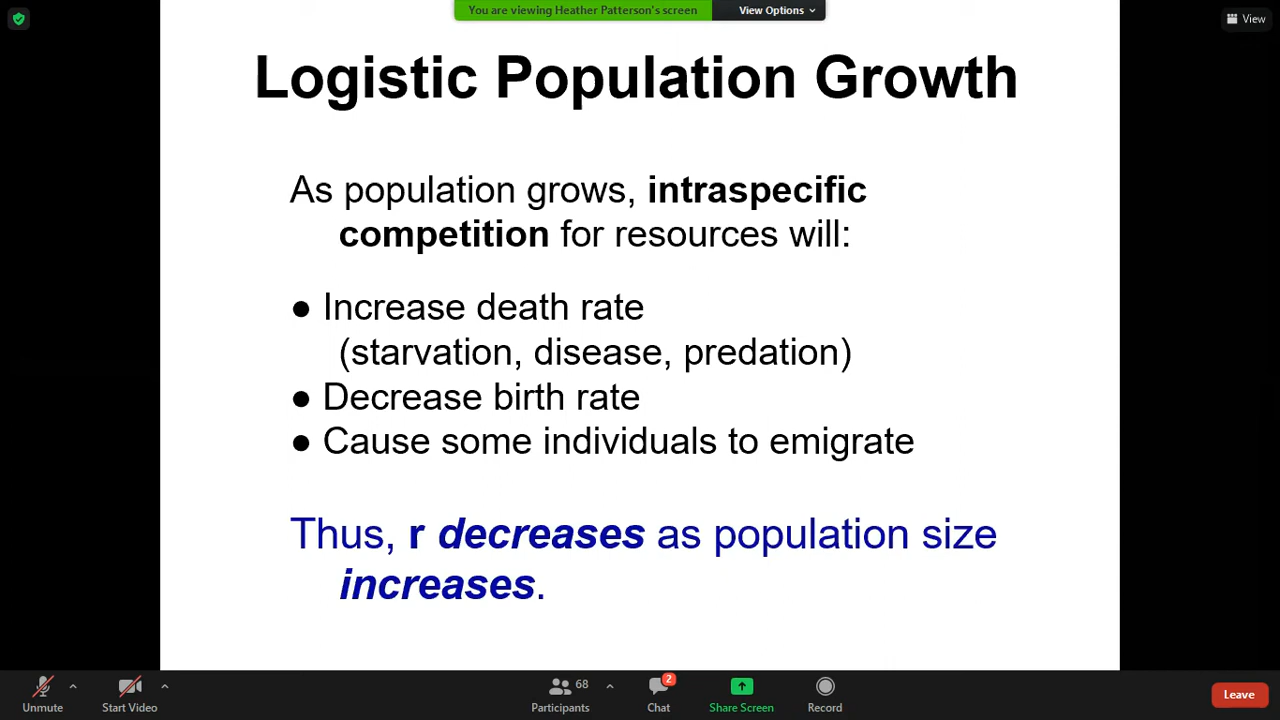 You are viewing Heather Patterson's screen
View Options
View
Logistic Population Growth
As population grows, intraspecific
competition for resources will:
● Increase death rate
(starvation, disease, predation)
● Decrease birth rate
● Cause some individuals to emigrate
Thus, r decreases as population size
increases.
Unmute
Start Video
68
Participants
2
Chat
Share Screen
Record
Leave